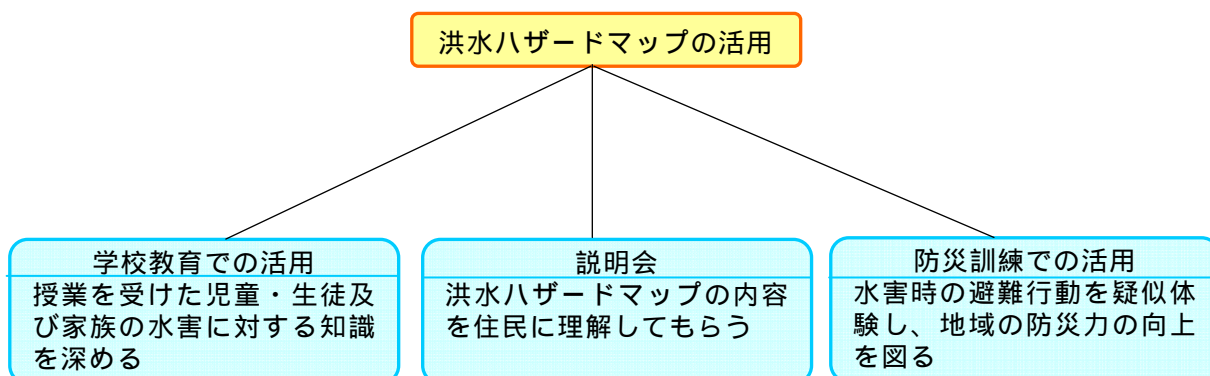 洪水ハザードマップの活用
学校教育での活用
授業を受けた児童・生徒及
び家族の水害に対する知識
を深める
説明会
洪水ハザードマップの内容
を住民に理解してもらう
防災訓練での活用
水害時の避難行動を疑似体
験し、地域の防災力の向上
を図る